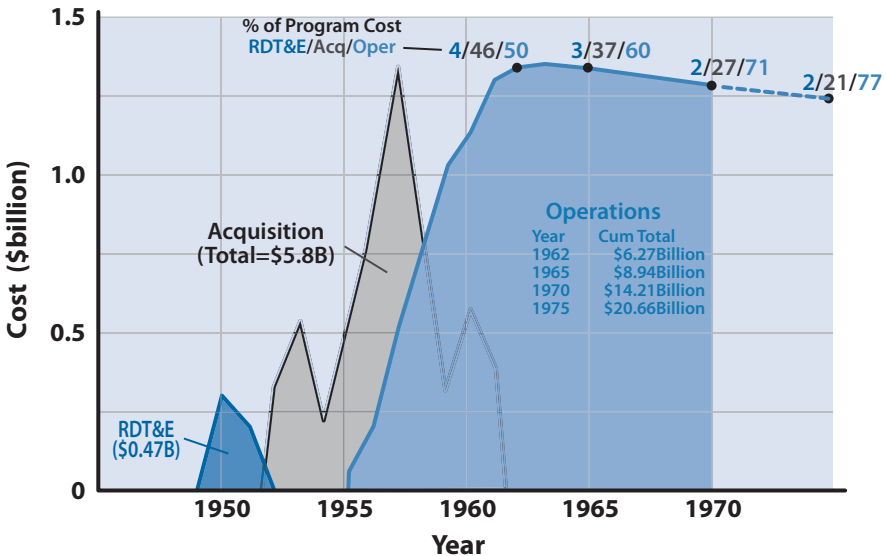 % of Program Cost
RDT&E/Acq/Oper
4/46/50
3/37/60
2/27/71
2/21/77
1.5
1.0
0.5
0
Cost ($billion)
Acquisition
(Total=$5.8B)
RDT&E
($0.47B)
Operations
Year Cum Total
1962 $6.27Billion
1965 $8.94Billion
1970 $14.21Billion
1975 $20.66Billion
1950 1955 1960 1965 1970
Year